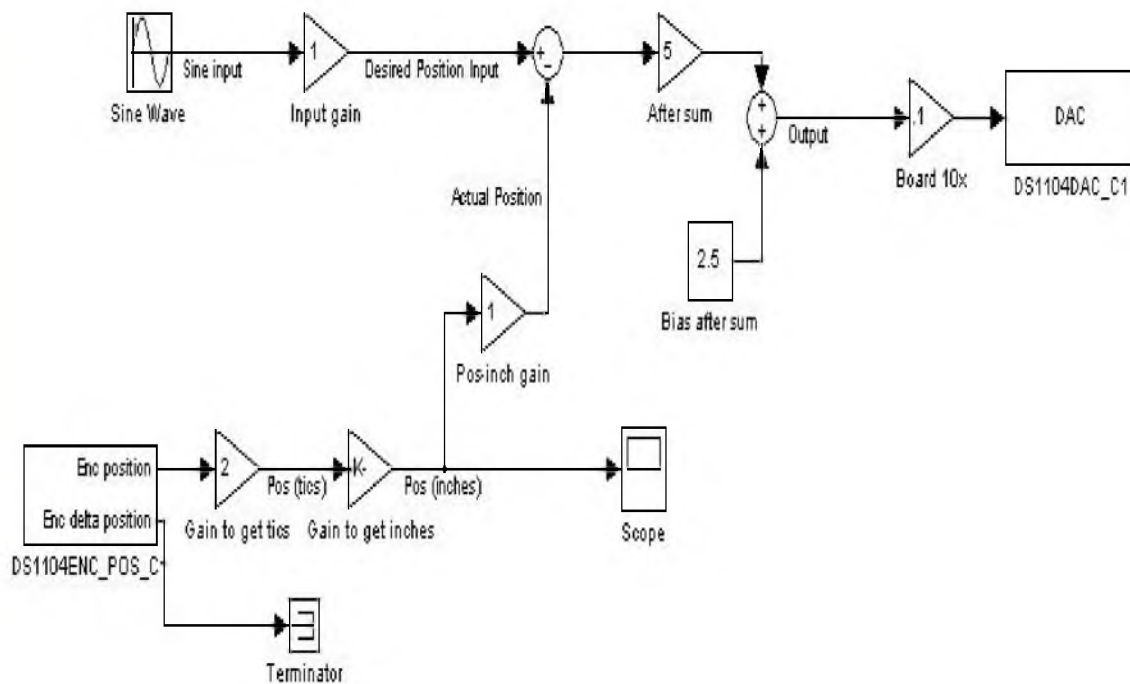 Sine Wave
Sine input
1
Input gain
Desired Position Input
+
−
5
After sum
+
+
Output
.1
Board 10x
DAC
DS1104DAC_C1
Actual Position
2.5
Bias after sum
1
Pos-inch gain
Enc position
Enc delta position
DS1104ENC_POS_C
2
Gain to get tics
Pos (tics)
K-
Gain to get inches
Pos (inches)
Scope
Terminator